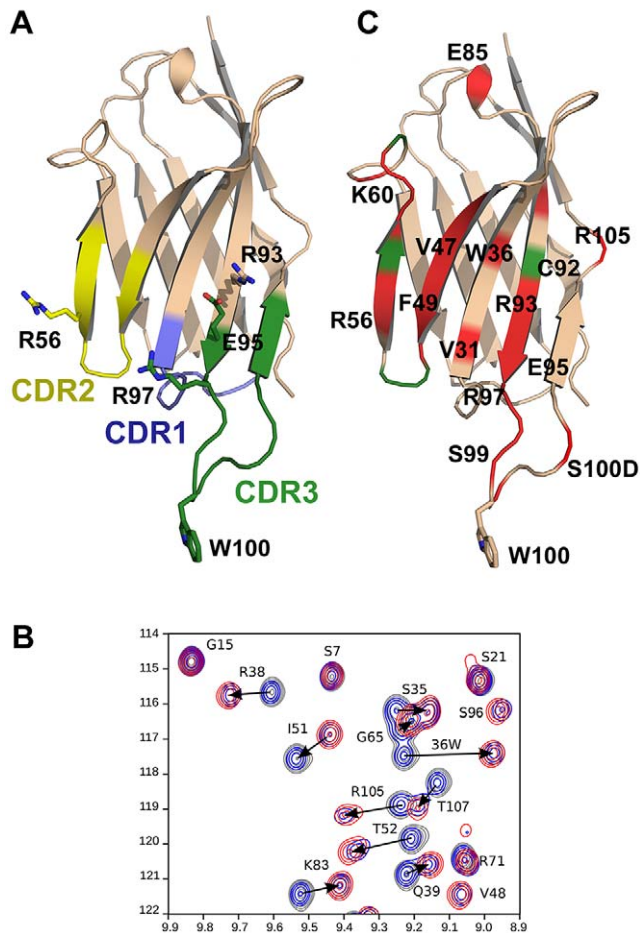 A
R93
R56
E95
CDR2
R97
CDR1
CDR3
W100
C
E85
K60
R105
V47
W36
C92
F49
R93
R56
V31
E95
R97
S99
S100D
W100
B
114
G15
S7
S21
R38
115
S35
116
S96
I51
G65
117
36W
118
R105
T107
119
T52
120
K83
R71
121
Q39
V48
122
9.9 9.8 9.7 9.6 9.5 9.4 9.3 9.2 9.1 9.0 8.9